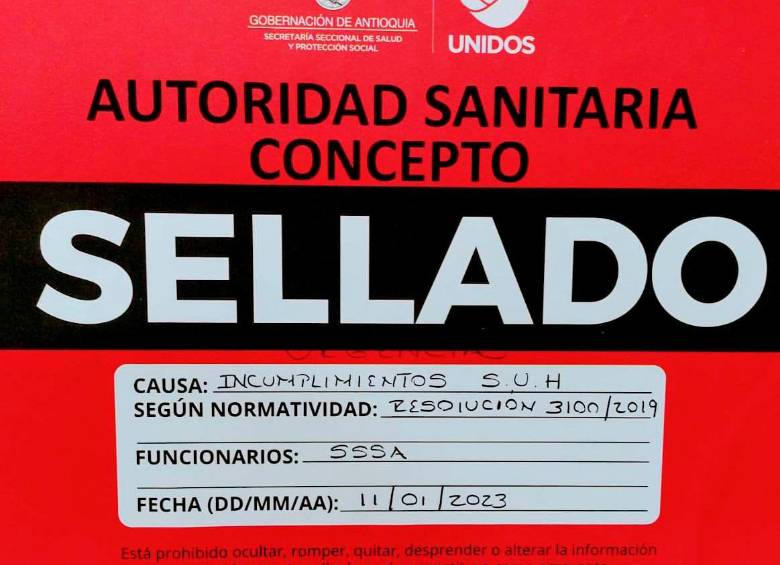 GOBERNACIÓN DE ANTIOQUIA
SECRETARÍA SECCIONAL DE SALUD
Y PROTECCIÓN SOCIAL
UNIDOS
AUTORIDAD SANITARIA
CONCEPTO
SELLADO
URGENCIAS
CAUSA: INCUMPLIMIENTOS S.U.H
SEGÚN NORMATIVIDAD: RESOIUCIÓN 3100/2019
FUNCIONARIOS: SSSA
FECHA (DD/MM/AA): 11/01/2023
Está prohibido ocultar, romper, quitar, desprender o alterar la información